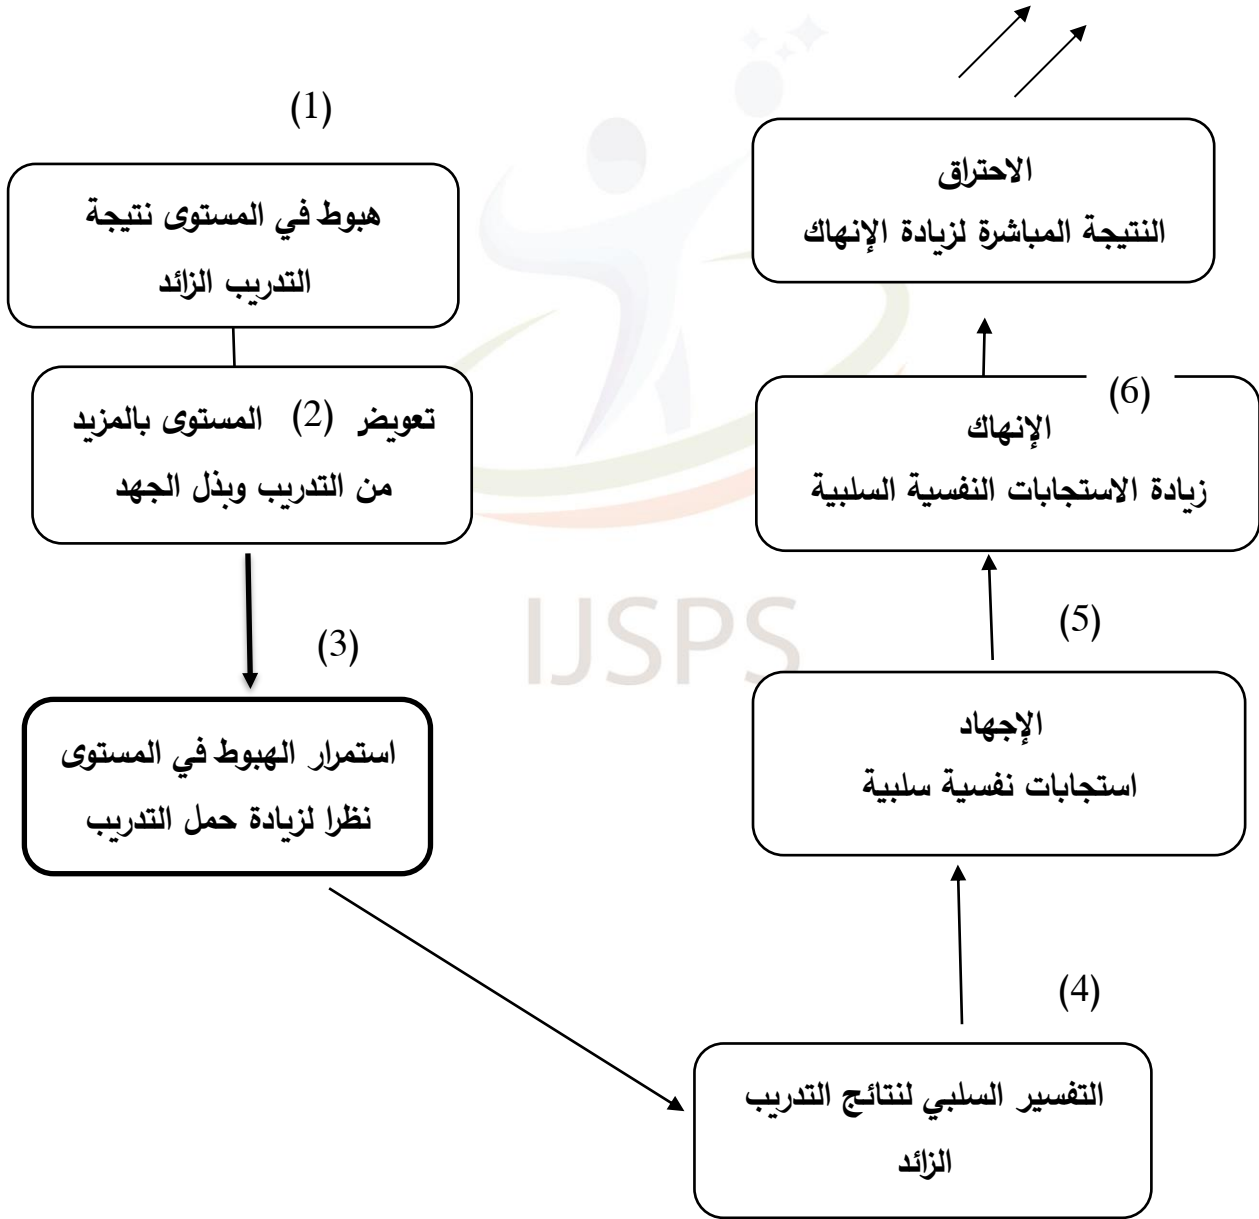 (1)
هبوط في المستوى نتيجة
التدريب الزائد
تعويض (2) المستوى بالمزيد
من التدريب وبذل الجهد
(3)
استمرار الهبوط في المستوى
نظرا لزيادة حمل التدريب
(4)
التفسير السلبي لنتائج التدريب
الزائد
(5)
الإجهاد
استجابات نفسية سلبية
(6)
الإنهاك
زيادة الاستجابات النفسية السلبية
الاحتراق
النتيجة المباشرة لزيادة الإنهاك
IJSPS